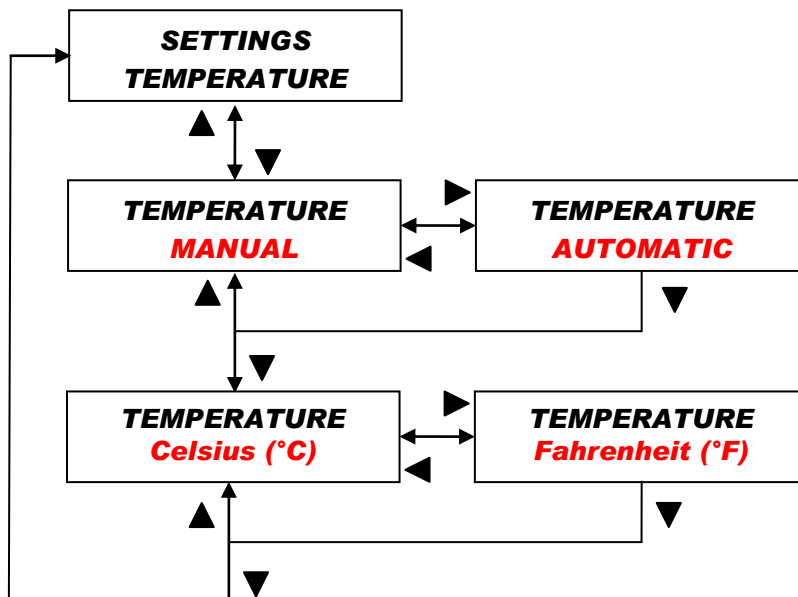 SETTINGS
TEMPERATURE
TEMPERATURE
MANUAL
TEMPERATURE
AUTOMATIC
TEMPERATURE
Celsius (°C)
TEMPERATURE
Fahrenheit (°F)